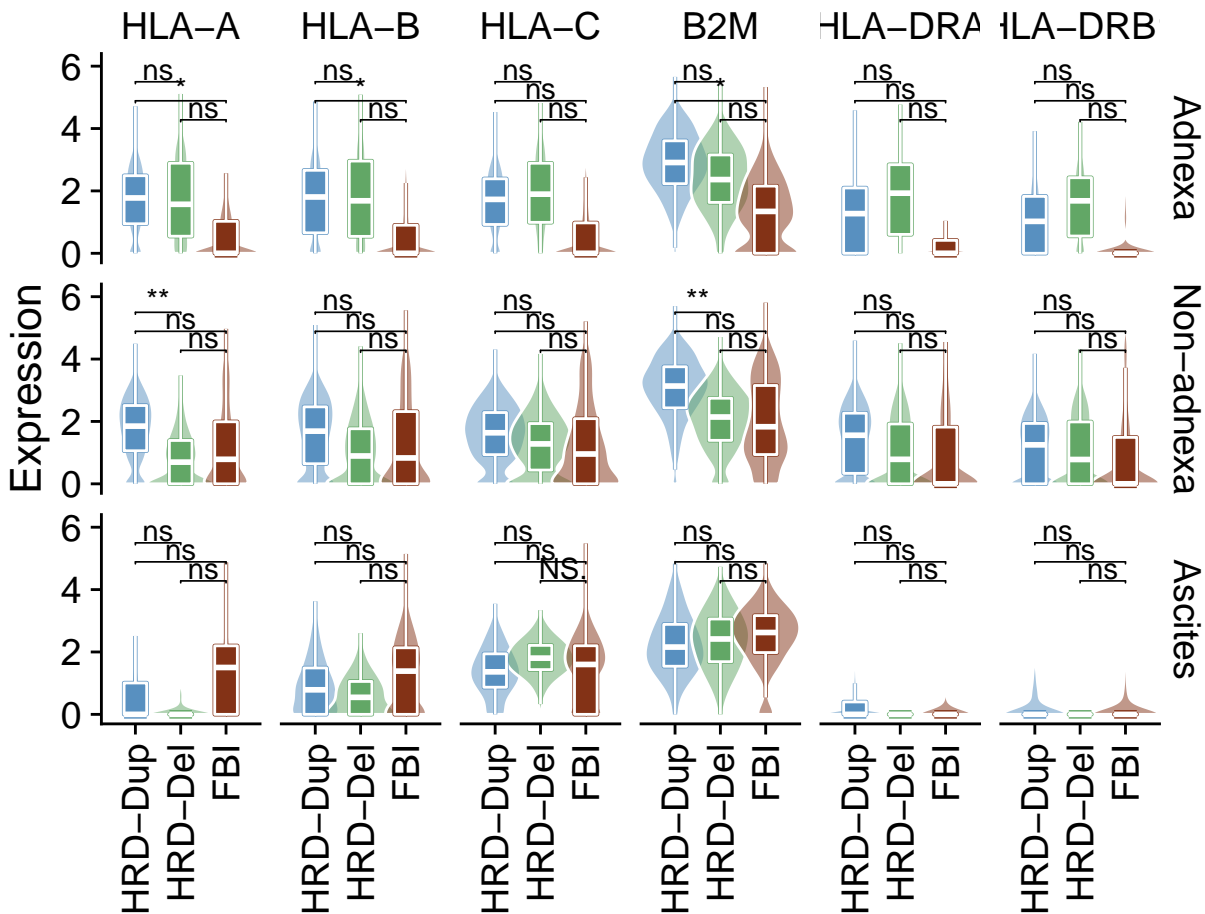 HLA−A HLA−B HLA−C B2M HLA−DRA HLA−DRB
Expression
6 ns * ns ns ns * ns ns ns ns ns ns * ns ns ns ns ns ns ns
4
2
0
Adnexa
6 ** ns ns ns ns ns ns ns ns ** ns ns ns ns ns ns ns ns
4
2
0
Non−adnexa
6 ns ns ns ns ns ns ns ns NS. ns ns ns ns ns ns ns ns
4
2
0
Ascites
HRD−Dup HRD−Del FBI HRD−Dup HRD−Del FBI HRD−Dup HRD−Del FBI HRD−Dup HRD−Del FBI HRD−Dup HRD−Del FBI HRD−Dup HRD−Del FBI